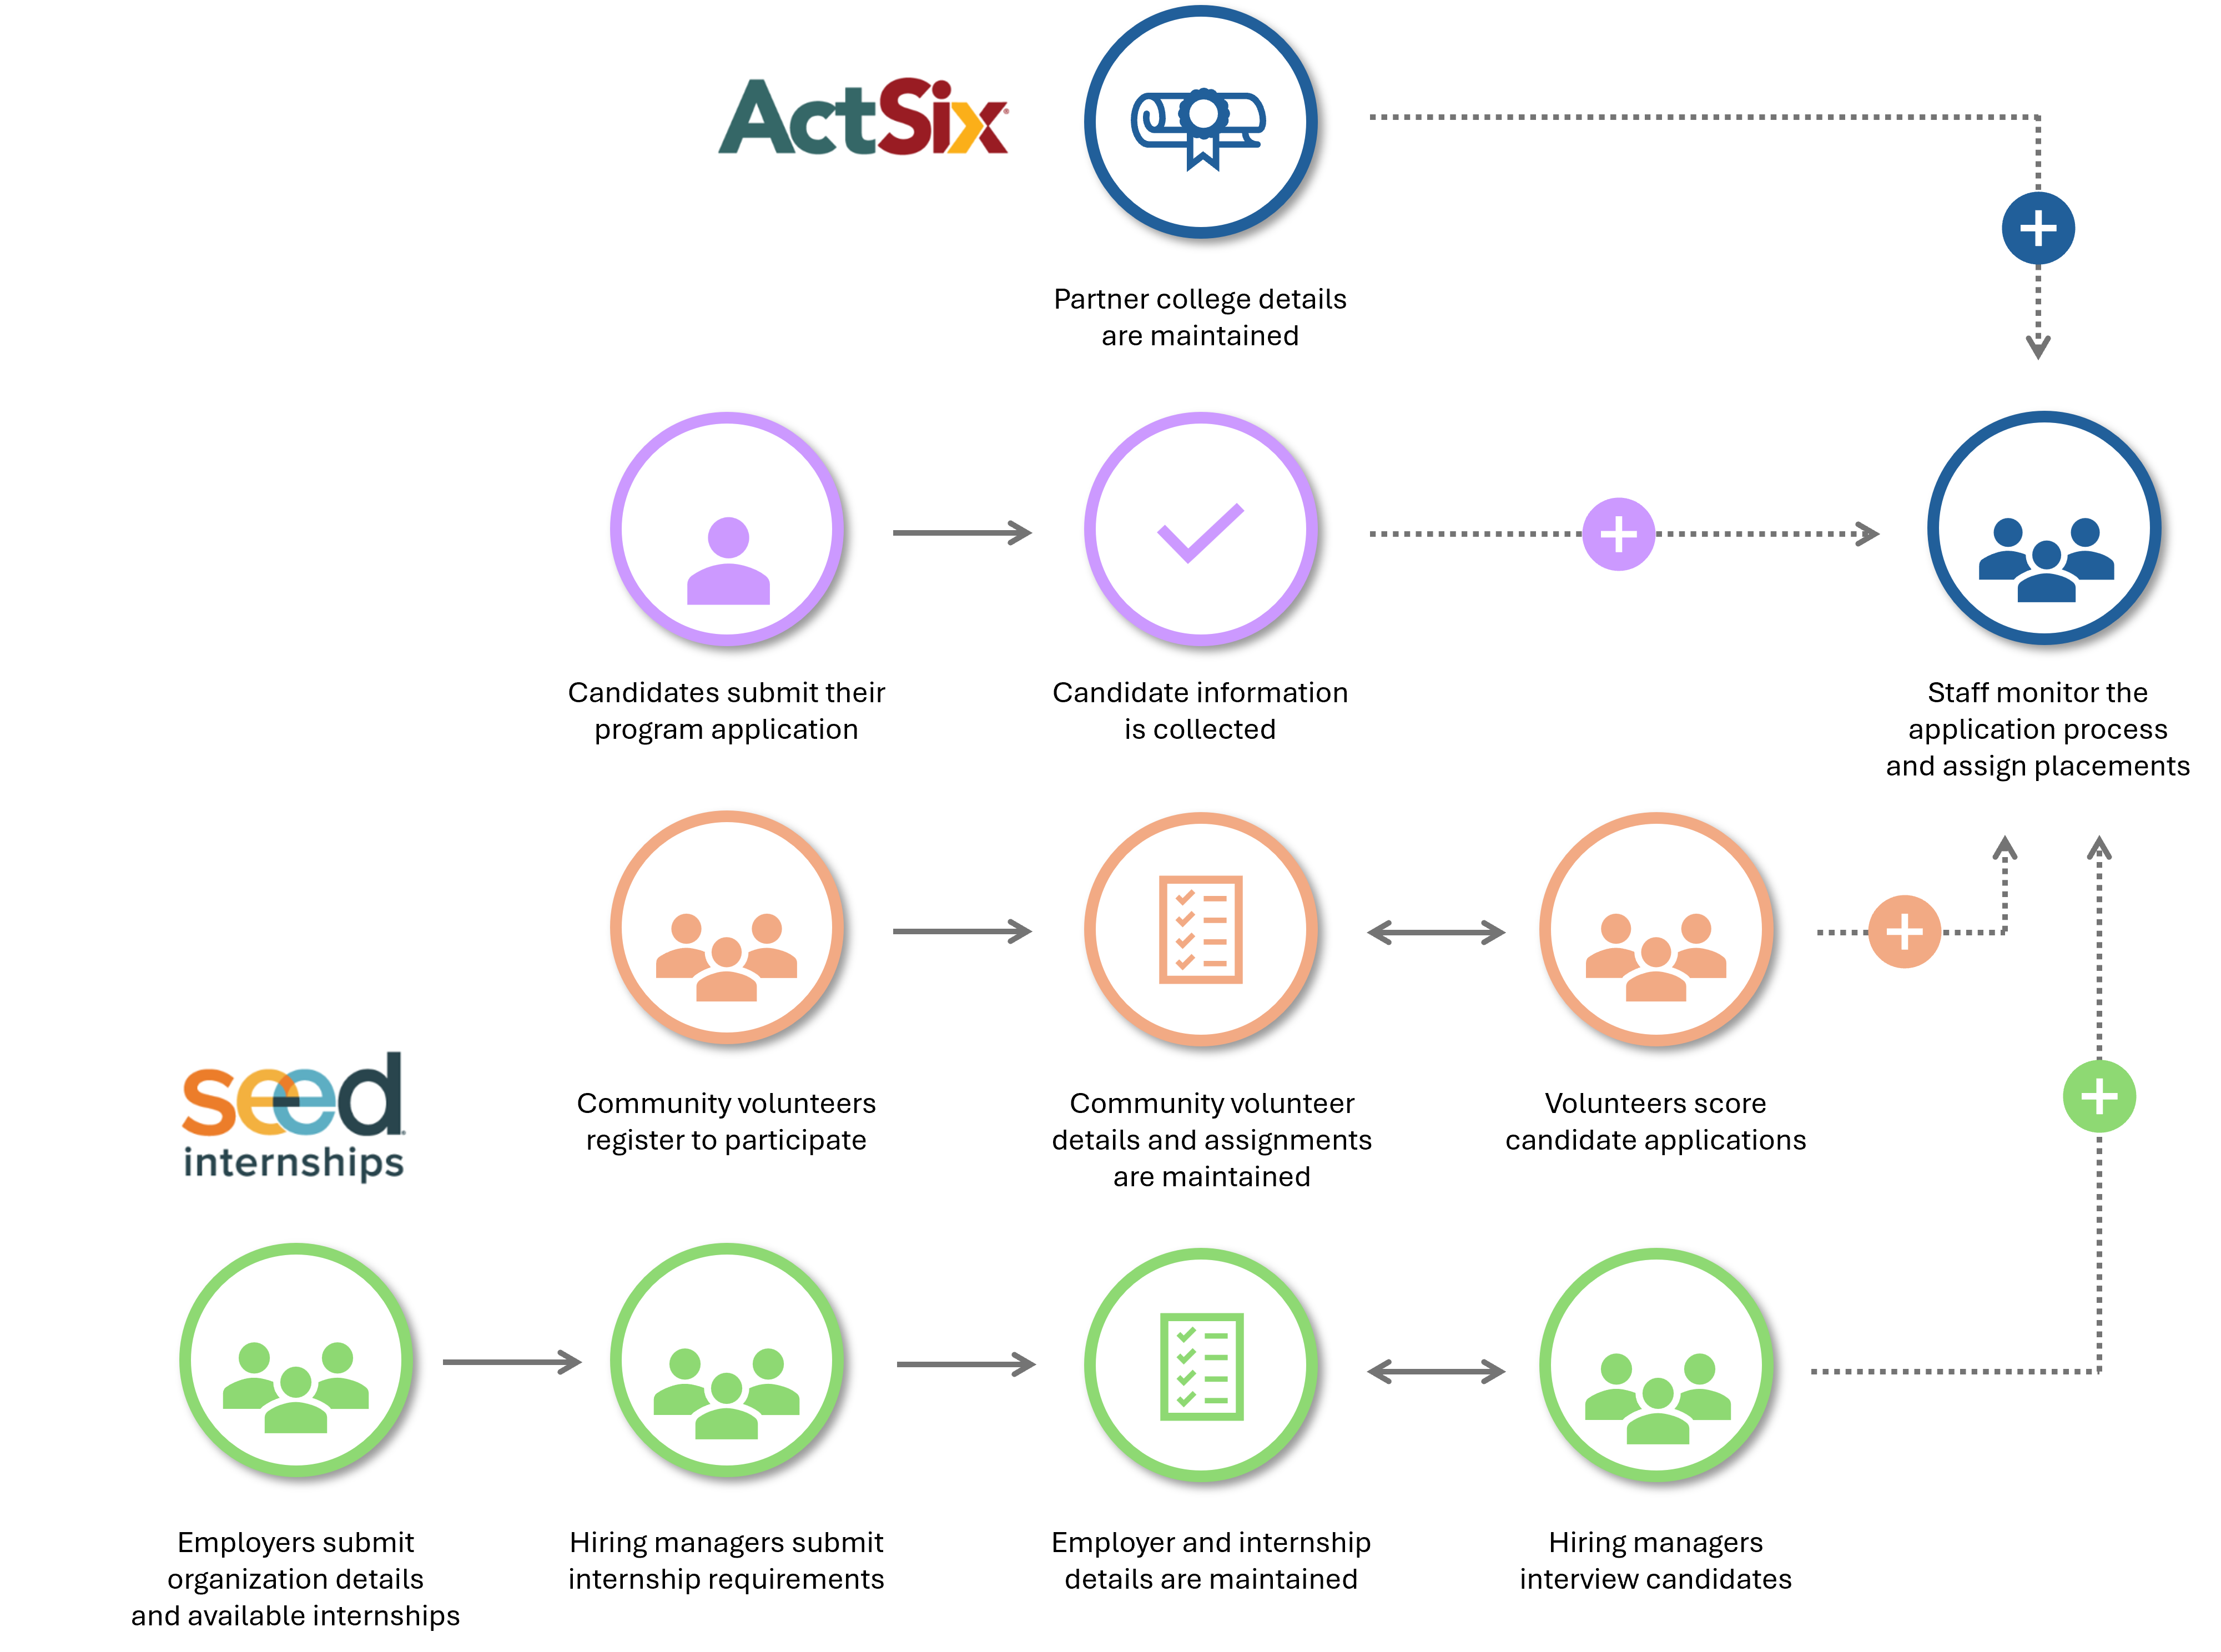 ActSix
Partner college details
are maintained
Candidates submit their
program application
Candidate information
is collected
Staff monitor the
application process
and assign placements
seed
internships
Community volunteers
register to participate
Community volunteer
details and assignments
are maintained
Volunteers score
candidate applications
Employers submit
organization details
and available internships
Hiring managers submit
internship requirements
Employer and internship
details are maintained
Hiring managers
interview candidates